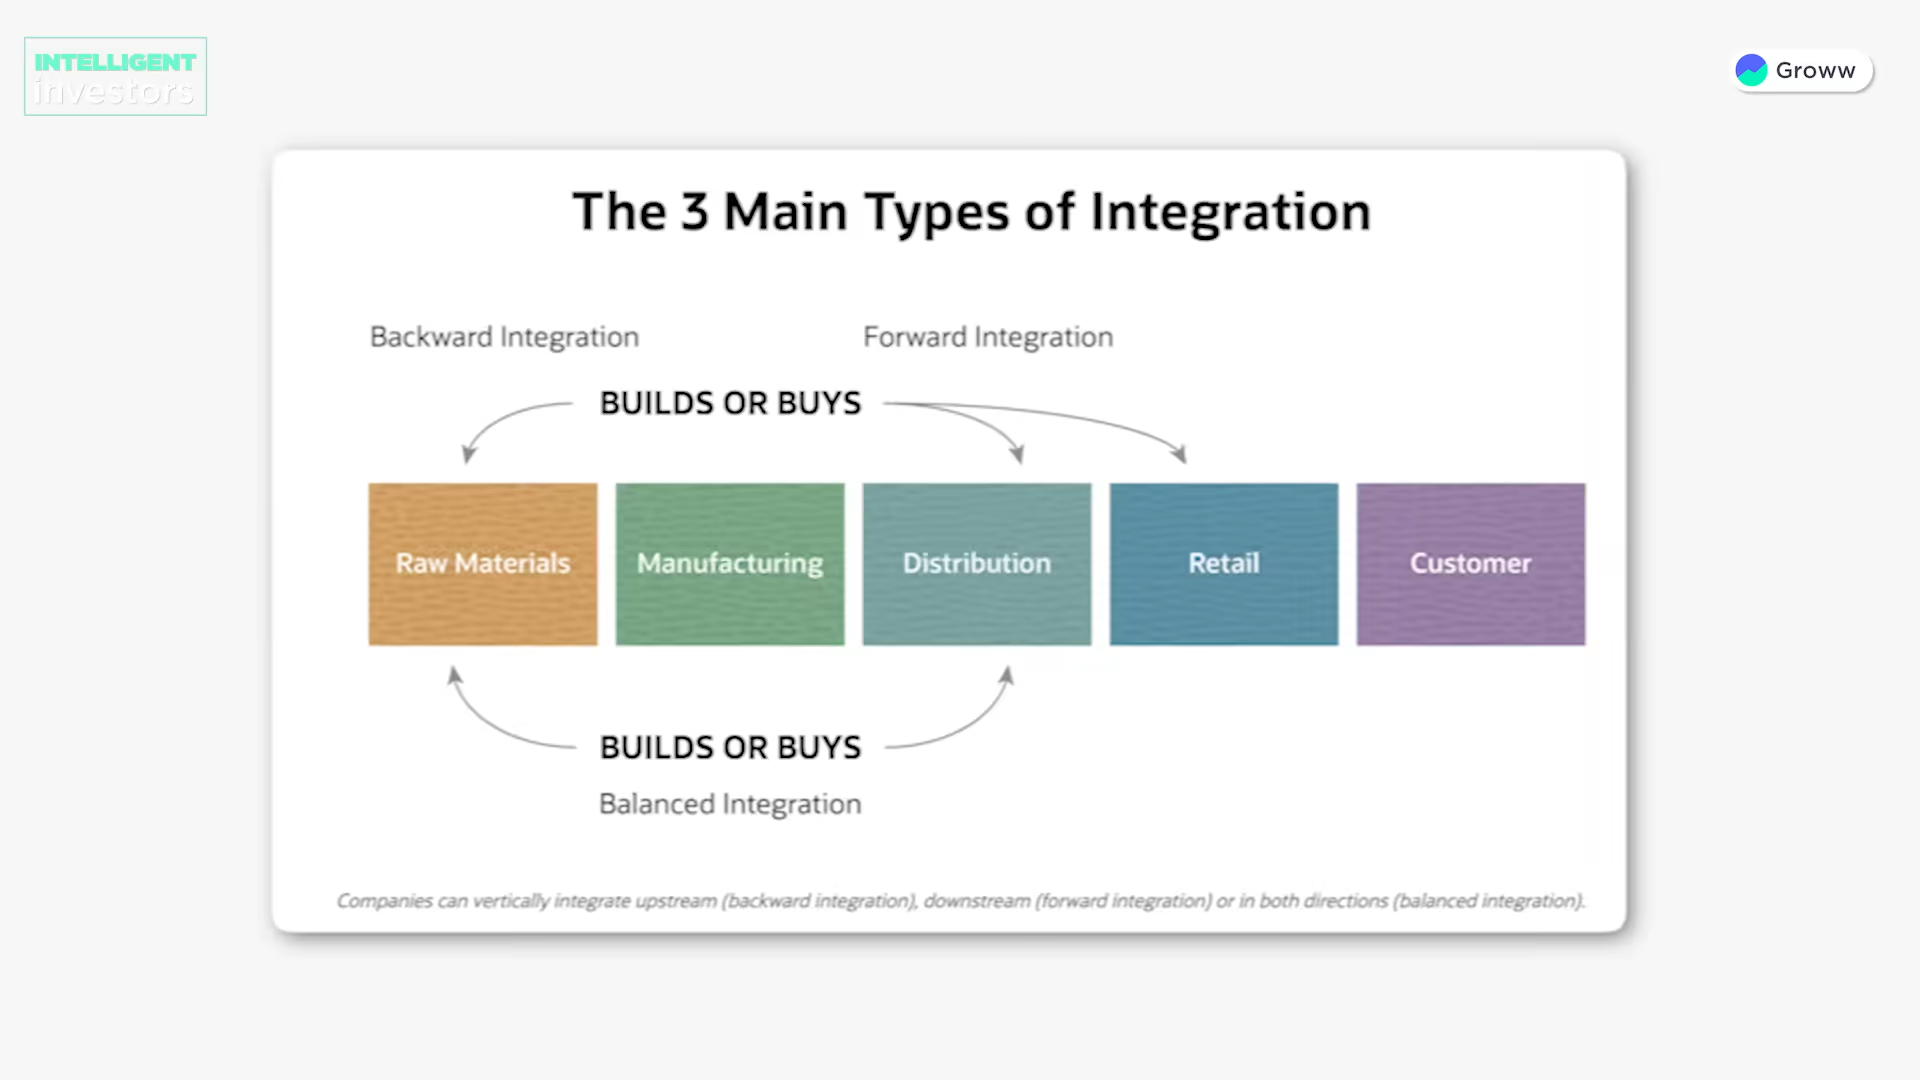 INTELLIGENT
investors
Groww
The 3 Main Types of Integration
Backward Integration
Forward Integration
BUILDS OR BUYS
Raw Materials
Manufacturing
Distribution
Retail
Customer
BUILDS OR BUYS
Balanced Integration
Companies can vertically integrate upstream (backward integration), downstream (forward integration) or in both directions (balanced integration).